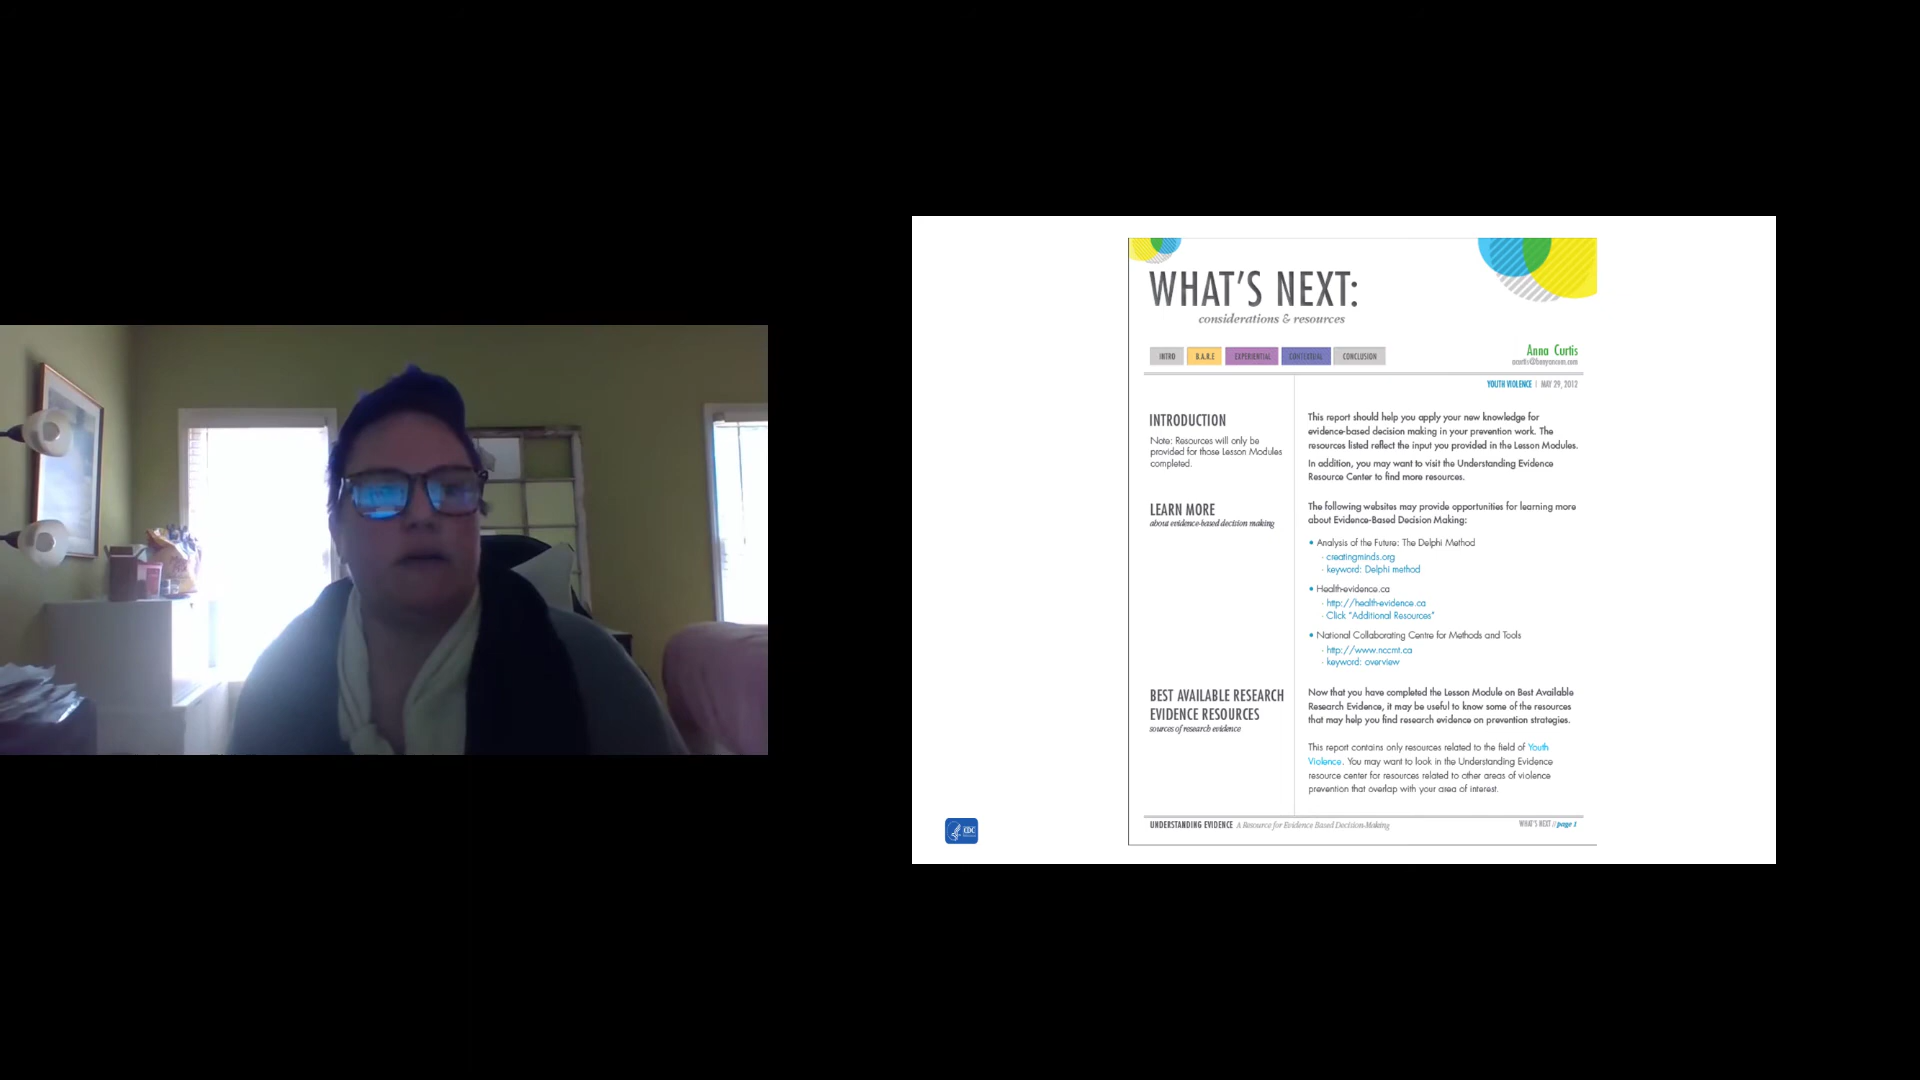 WHAT'S NEXT:
considerations & resources
INTRO
B.A.R.E
EXPERIENTIAL
CONTEXTUAL
CONCLUSION
Anna Curtis
acurtis@banyancom.com
YOUTH VIOLENCE | MAY 29, 2012
INTRODUCTION
Note: Resources will only be
provided for those Lesson Modules
completed.
This report should help you apply your new knowledge for
evidence-based decision making in your prevention work. The
resources listed reflect the input you provided in the Lesson Modules.
In addition, you may want to visit the Understanding Evidence
Resource Center to find more resources.
LEARN MORE
about evidence-based decision making
The following websites may provide opportunities for learning more
about Evidence-Based Decision Making:
• Analysis of the Future: The Delphi Method
· creatingminds.org
· keyword: Delphi method
• Health-evidence.ca
· http://health-evidence.ca
· Click "Additional Resources"
• National Collaborating Centre for Methods and Tools
· http://www.nccmt.ca
· keyword: overview
BEST AVAILABLE RESEARCH
EVIDENCE RESOURCES
sources of research evidence
Now that you have completed the Lesson Module on Best Available
Research Evidence, it may be useful to know some of the resources
that may help you find research evidence on prevention strategies.
This report contains only resources related to the field of Youth
Violence. You may want to look in the Understanding Evidence
resource center for resources related to other areas of violence
prevention that overlap with your area of interest.
UNDERSTANDING EVIDENCE A Resource for Evidence Based Decision-Making
WHAT'S NEXT // page 1
CDC